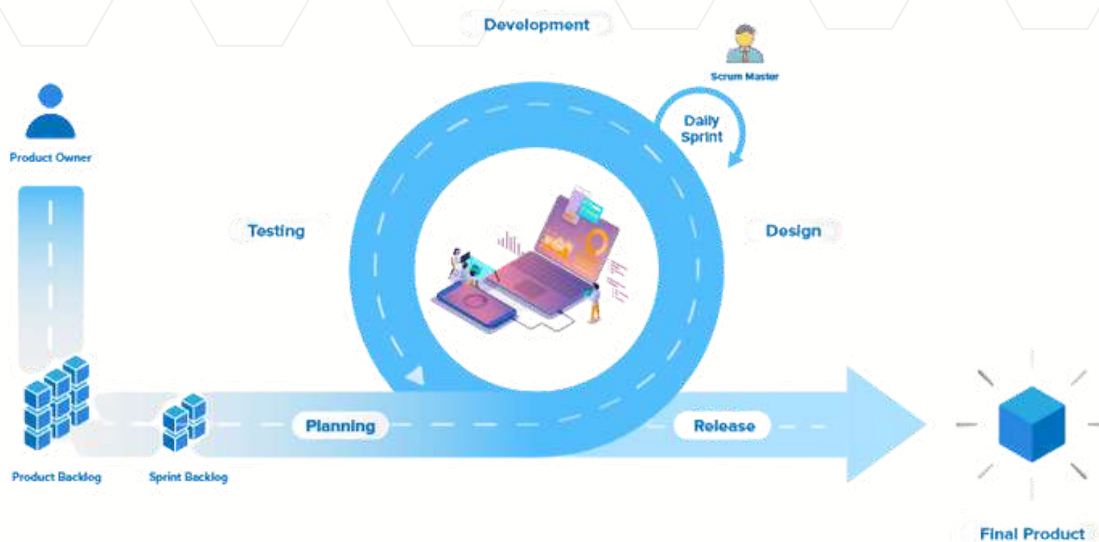 Development
Scrum Master
Daily
Sprint
Product Owner
Testing
Design
Planning
Release
Product Backlog
Sprint Backlog
Final Product